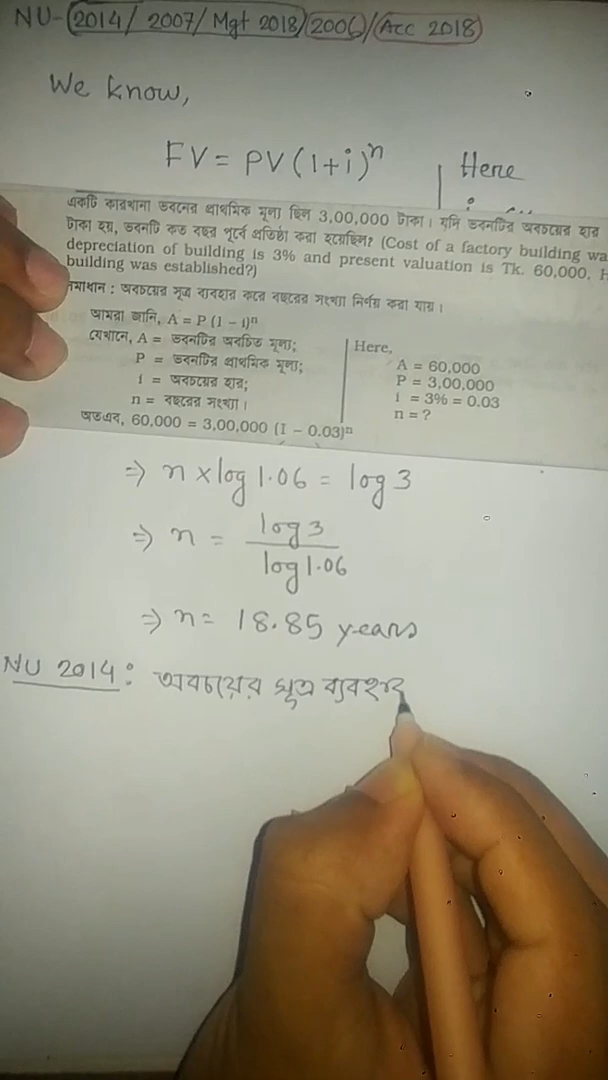 NU-(2014/ 2007/ Mgt 2018)(2006)/(Acc 2018)
We know,
FV = PV (1+i)ⁿ
Here
একটি কারখানা ভবনের প্রাথমিক মূল্য ছিল 3,00,000 টাকা। যদি ভবনটির অবচয়ের হার
টাকা হয়, ভবনটি কত বছর পূর্বে প্রতিষ্ঠা করা হয়েছিল? (Cost of a factory building wa
depreciation of building is 3% and present valuation is Tk. 60,000, H
building was established?)
সমাধান : অবচয়ের সূত্র ব্যবহার করে বছরের সংখ্যা নির্ণয় করা যায়।
আমরা জানি, A = P (1 – i)ⁿ
যেখানে, A = ভবনটির অবচিত মূল্য;
P = ভবনটির প্রাথমিক মূল্য;
i = অবচয়ের হার;
n = বছরের সংখ্যা।
অতএব, 60,000 = 3,00,000 (1 – 0.03)ⁿ
Here,
A = 60,000
P = 3,00,000
i = 3% = 0.03
n = ?
⇒ n × log 1.06 = log 3
⇒ n = log 3 / log 1.06
⇒ n = 18.85 years
NU 2014: অবচয়ের সূত্র ব্যবহার